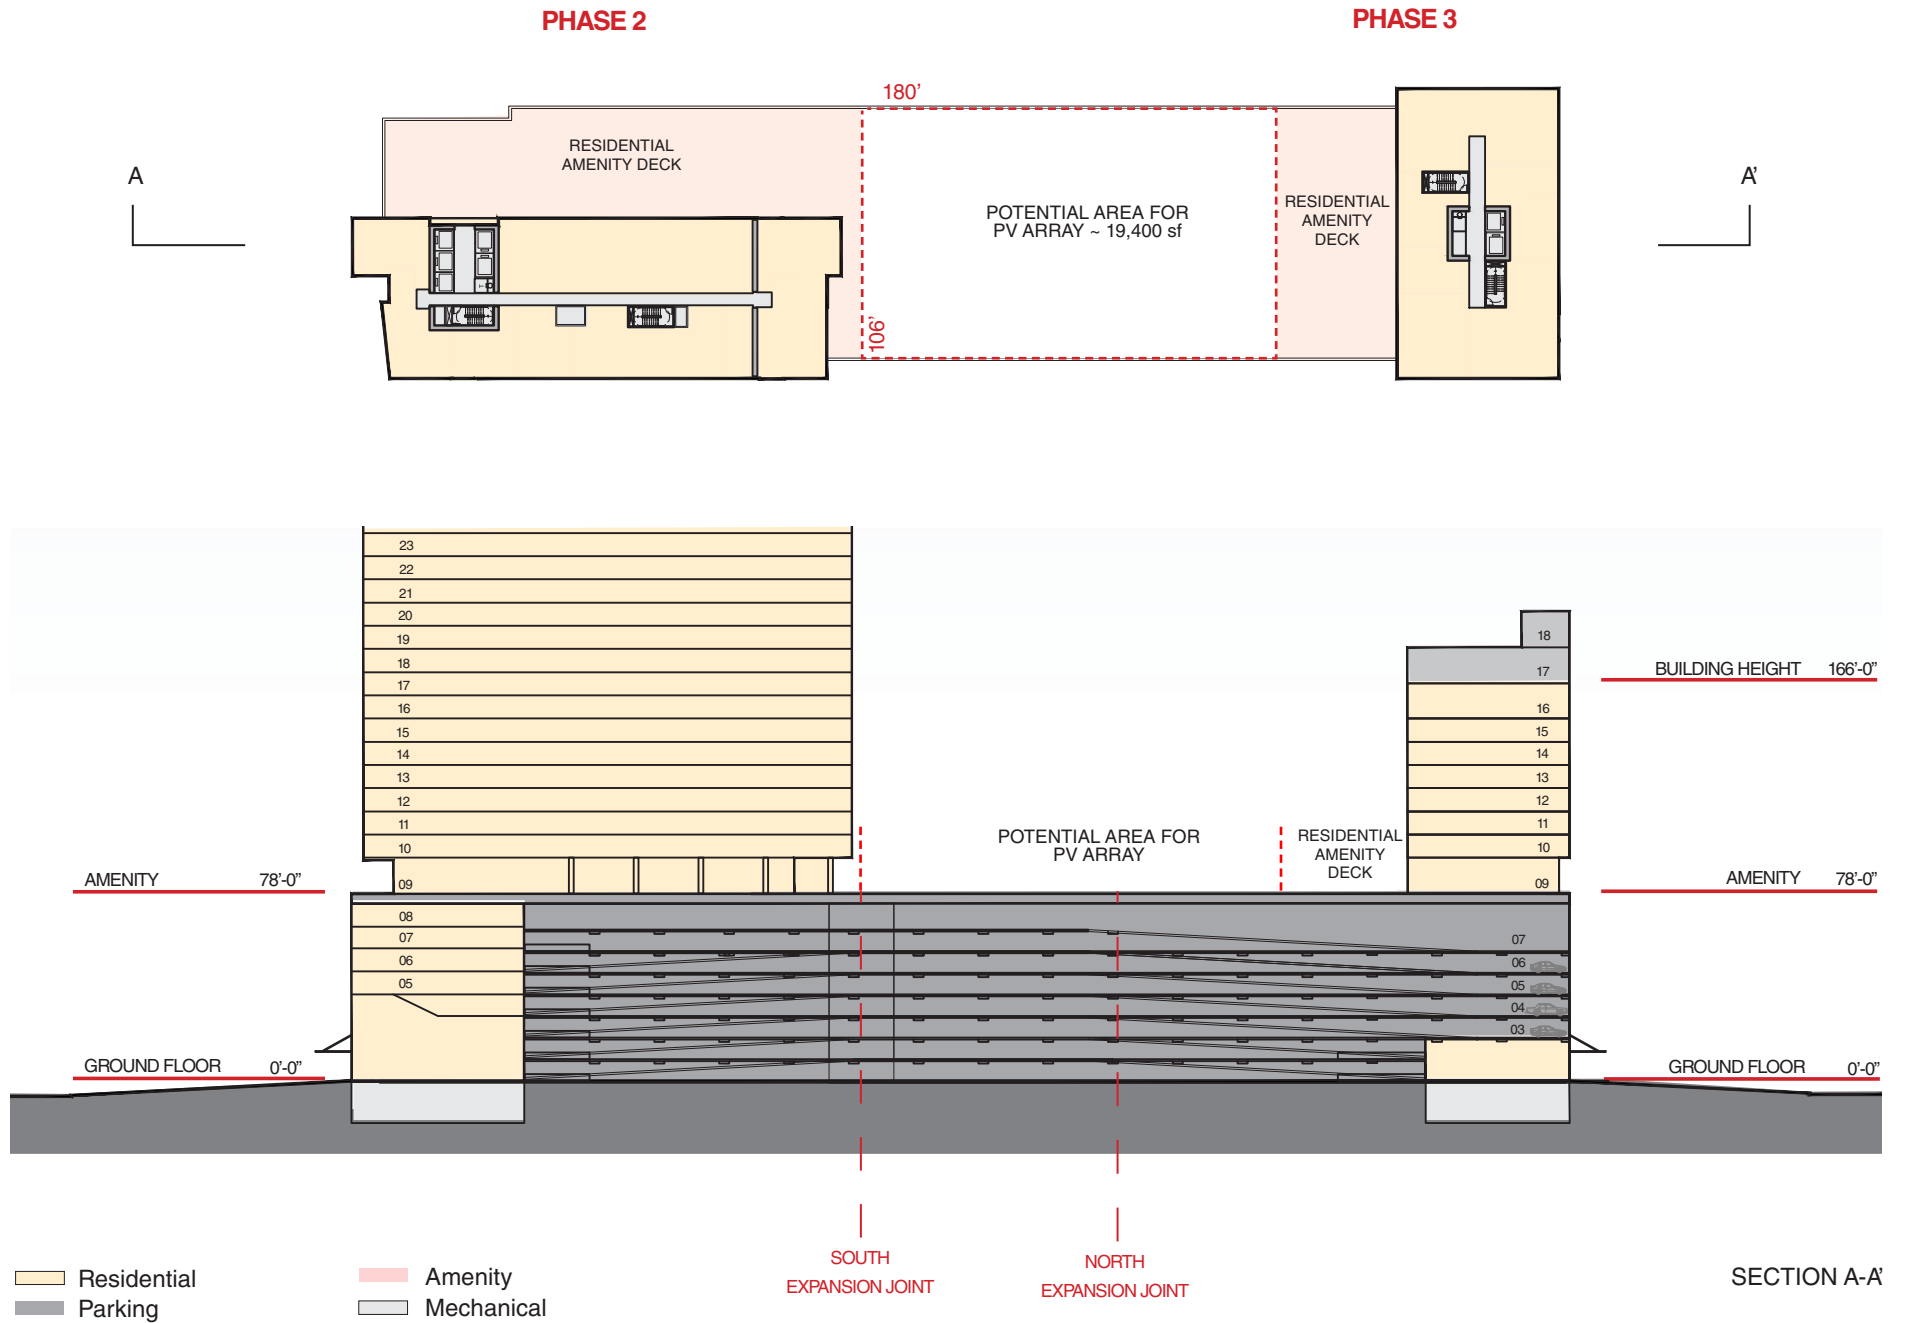 PHASE 2
PHASE 3
180’
RESIDENTIAL
AMENITY DECK
A
A’
POTENTIAL AREA FOR
PV ARRAY ~ 19,400 sf
RESIDENTIAL
AMENITY
DECK
106’
23
22
21
20
19
18
17
16
15
14
13
12
11
10
09
08
07
06
05
18
17
16
15
14
13
12
11
10
09
07
06
05
04
03
BUILDING HEIGHT 166’-0”
POTENTIAL AREA FOR
PV ARRAY
RESIDENTIAL
AMENITY
DECK
AMENITY 78’-0”
AMENITY 78’-0”
GROUND FLOOR 0’-0”
GROUND FLOOR 0’-0”
SOUTH
EXPANSION JOINT
NORTH
EXPANSION JOINT
Residential
Parking
Amenity
Mechanical
SECTION A-A’